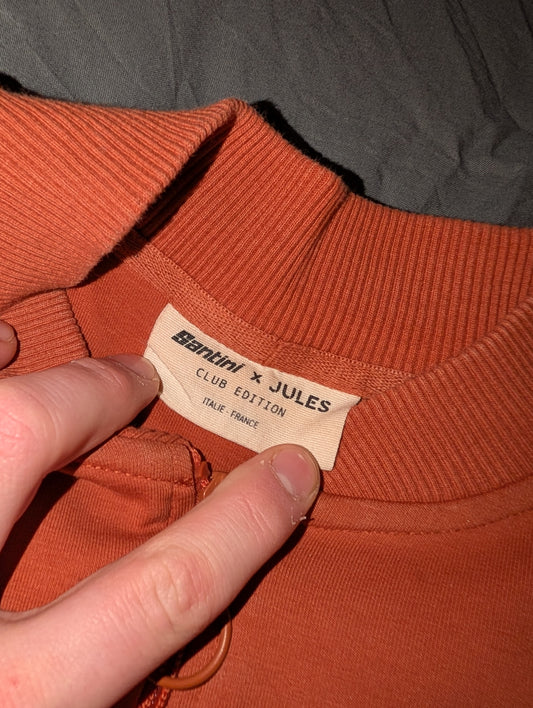 Santini x JULES
CLUB EDITION
ITALIE - FRANCE